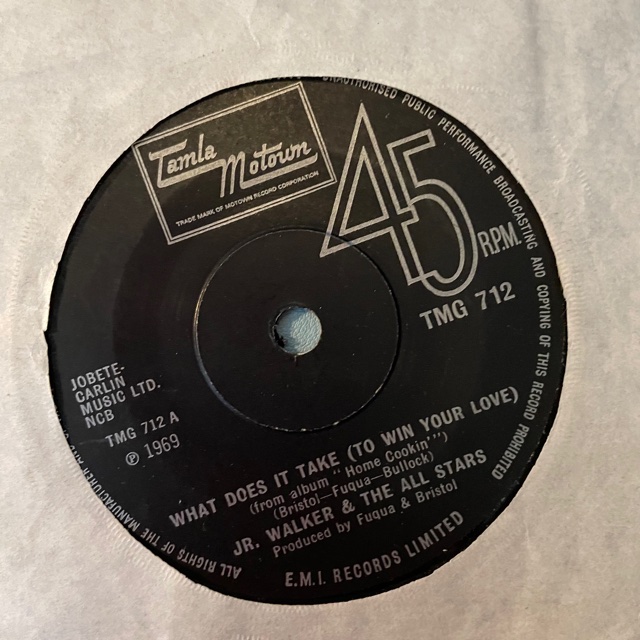 Tamla
Motown
TRADE MARK OF MOTOWN RECORD CORPORATION
45
R.P.M.
TMG 712
JOBETE-
CARLIN
MUSIC LTD.
NCB
TMG 712 A
℗ 1969
WHAT DOES IT TAKE (TO WIN YOUR LOVE)
(from album "Home Cookin'")
(Bristol—Fuqua—Bullock)
JR. WALKER & THE ALL STARS
Produced by Fuqua & Bristol
E.M.I. RECORDS LIMITED
ALL RIGHTS OF THE MANUFACTURER
UNAUTHORISED PUBLIC PERFORMANCE BROADCASTING AND COPYING OF THIS RECORD PROHIBITED